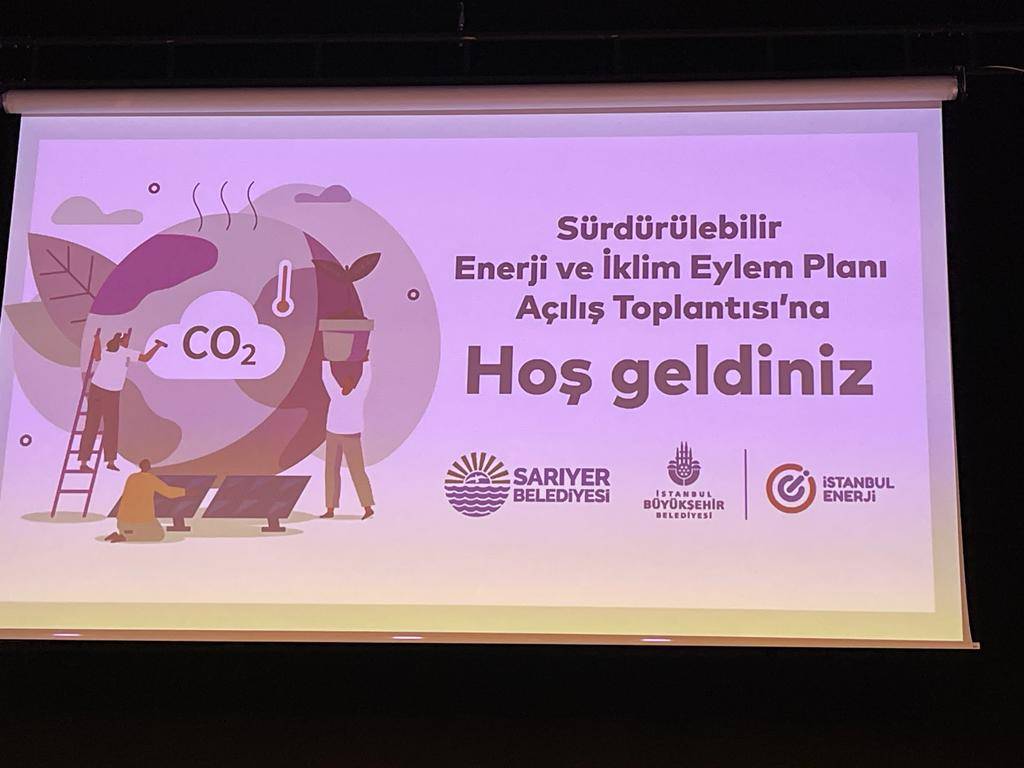 Sürdürülebilir
Enerji ve İklim Eylem Planı
Açılış Toplantısı'na
Hoş geldiniz
CO₂
SARIYER
BELEDİYESİ
İSTANBUL
BÜYÜKŞEHİR
BELEDİYESİ
İSTANBUL
ENERJİ